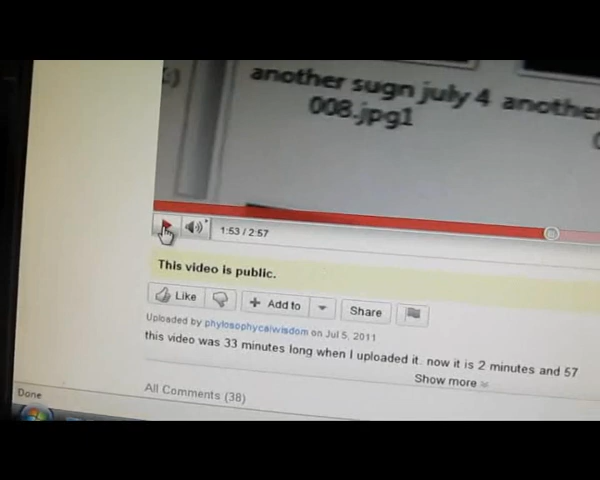 another sugn july 4 another
008.jpg1
1:53 / 2:57
This video is public.
Like
Add to
Share
Uploaded by phylosophycalwisdom on Jul 5, 2011
this video was 33 minutes long when I uploaded it. now it is 2 minutes and 57
Show more
All Comments (38)
Done